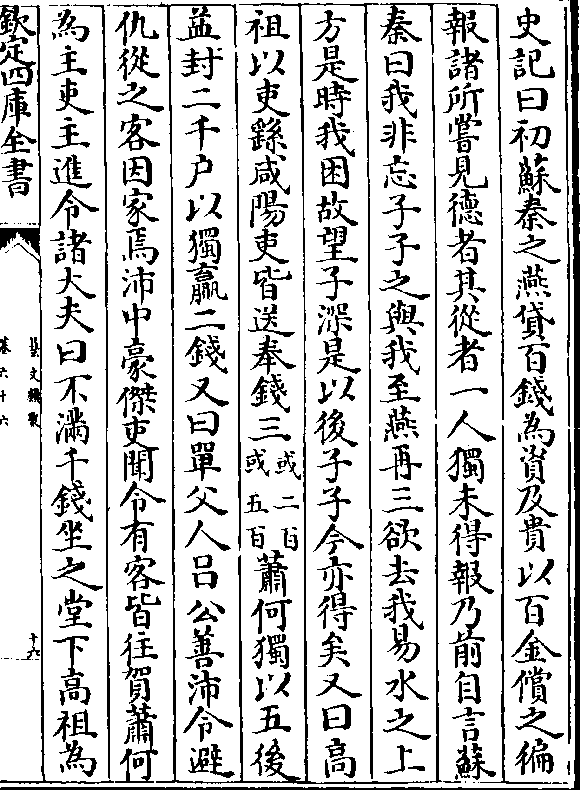 史記曰初蘇秦之燕貸百錢為資及貴以百金償之徧
報諸所嘗見德者其從者一人獨未得報乃前自言蘇
秦曰我非忘子子之與我至燕再三欲去我易水之上
方是時我困故望子深是以後子子今亦得矣又曰高
祖以吏繇咸陽吏皆送奉錢三或二百或五百蕭何獨以五後
益封二千户以獨贏二錢又曰單父人呂公善沛令避
仇從之客因家焉沛中豪傑吏聞令有客皆往賀蕭何
為主吏主進令諸大夫曰不滿千錢坐之堂下高祖為
欽定四庫全書
藝文類聚
卷六十六
十六